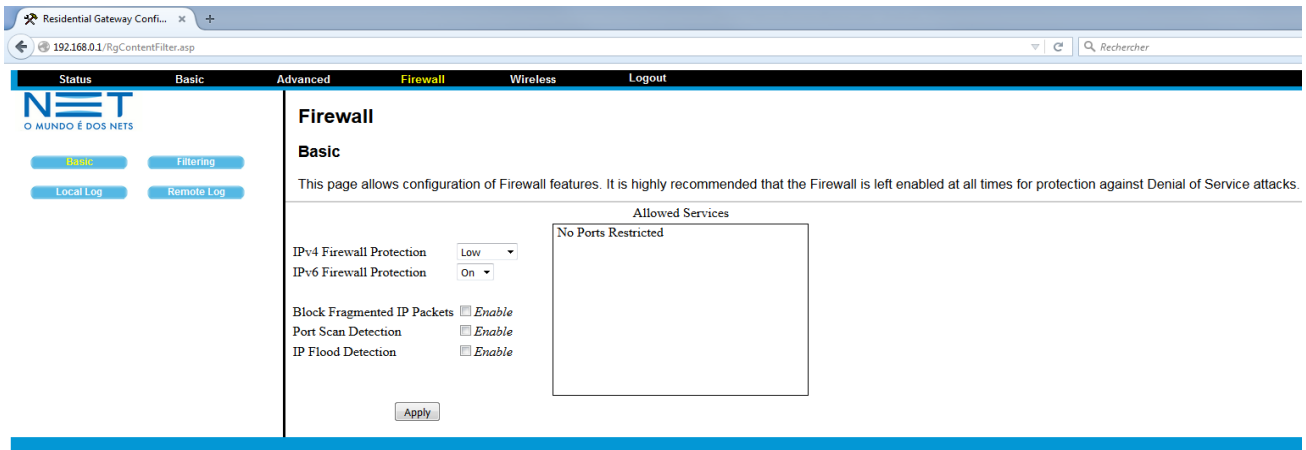 Residential Gateway Confi... × +
192.168.0.1/RgContentFilter.asp
Rechercher
Status Basic Advanced Firewall Wireless Logout
NET
O MUNDO É DOS NETS
Basic Filtering
Local Log Remote Log
Firewall
Basic
This page allows configuration of Firewall features. It is highly recommended that the Firewall is left enabled at all times for protection against Denial of Service attacks.
Allowed Services
No Ports Restricted
IPv4 Firewall Protection Low
IPv6 Firewall Protection On
Block Fragmented IP Packets Enable
Port Scan Detection Enable
IP Flood Detection Enable
Apply